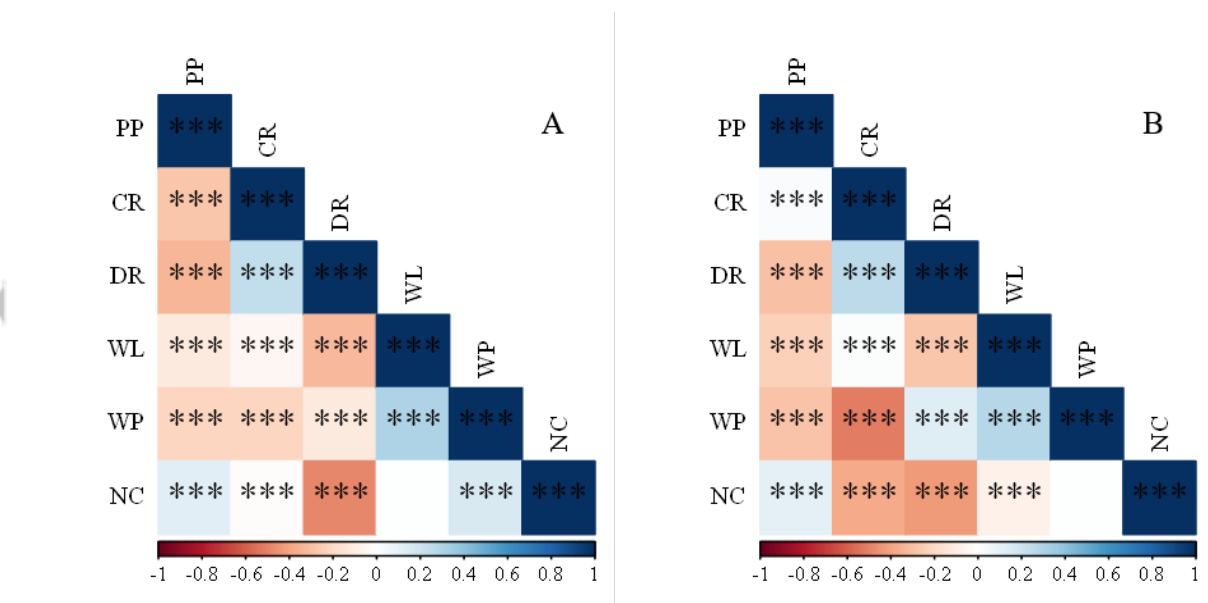 PP
PP *** A
CR
CR *** ***
DR
DR *** *** ***
WL
WL *** *** *** ***
WP
WP *** *** *** *** ***
NC
NC *** *** *** *** ***
-1 -0.8 -0.6 -0.4 -0.2 0 0.2 0.4 0.6 0.8 1
PP
PP *** B
CR
CR *** ***
DR
DR *** *** ***
WL
WL *** *** *** ***
WP
WP *** *** *** *** ***
NC
NC *** *** *** *** ***
-1 -0.8 -0.6 -0.4 -0.2 0 0.2 0.4 0.6 0.8 1